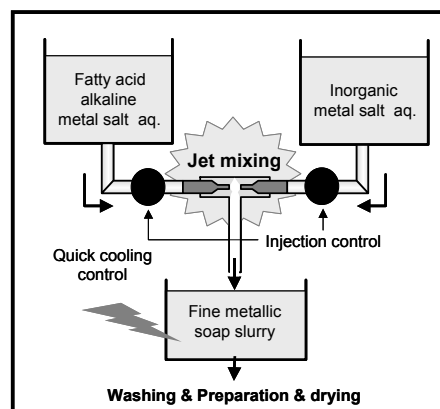 Fatty acid
alkaline
metal salt aq.
Inorganic
metal salt aq.
Jet mixing
Injection control
Quick cooling
control
Fine metallic
soap slurry
Washing & Preparation & drying